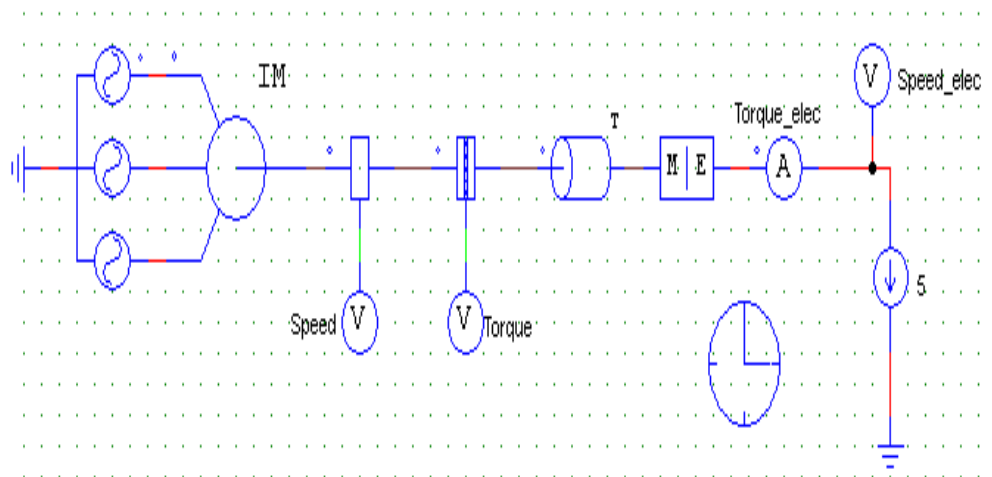 IM
V
Speed_elec
Torque_elec
T
M E
A
5
Speed V
V Torque